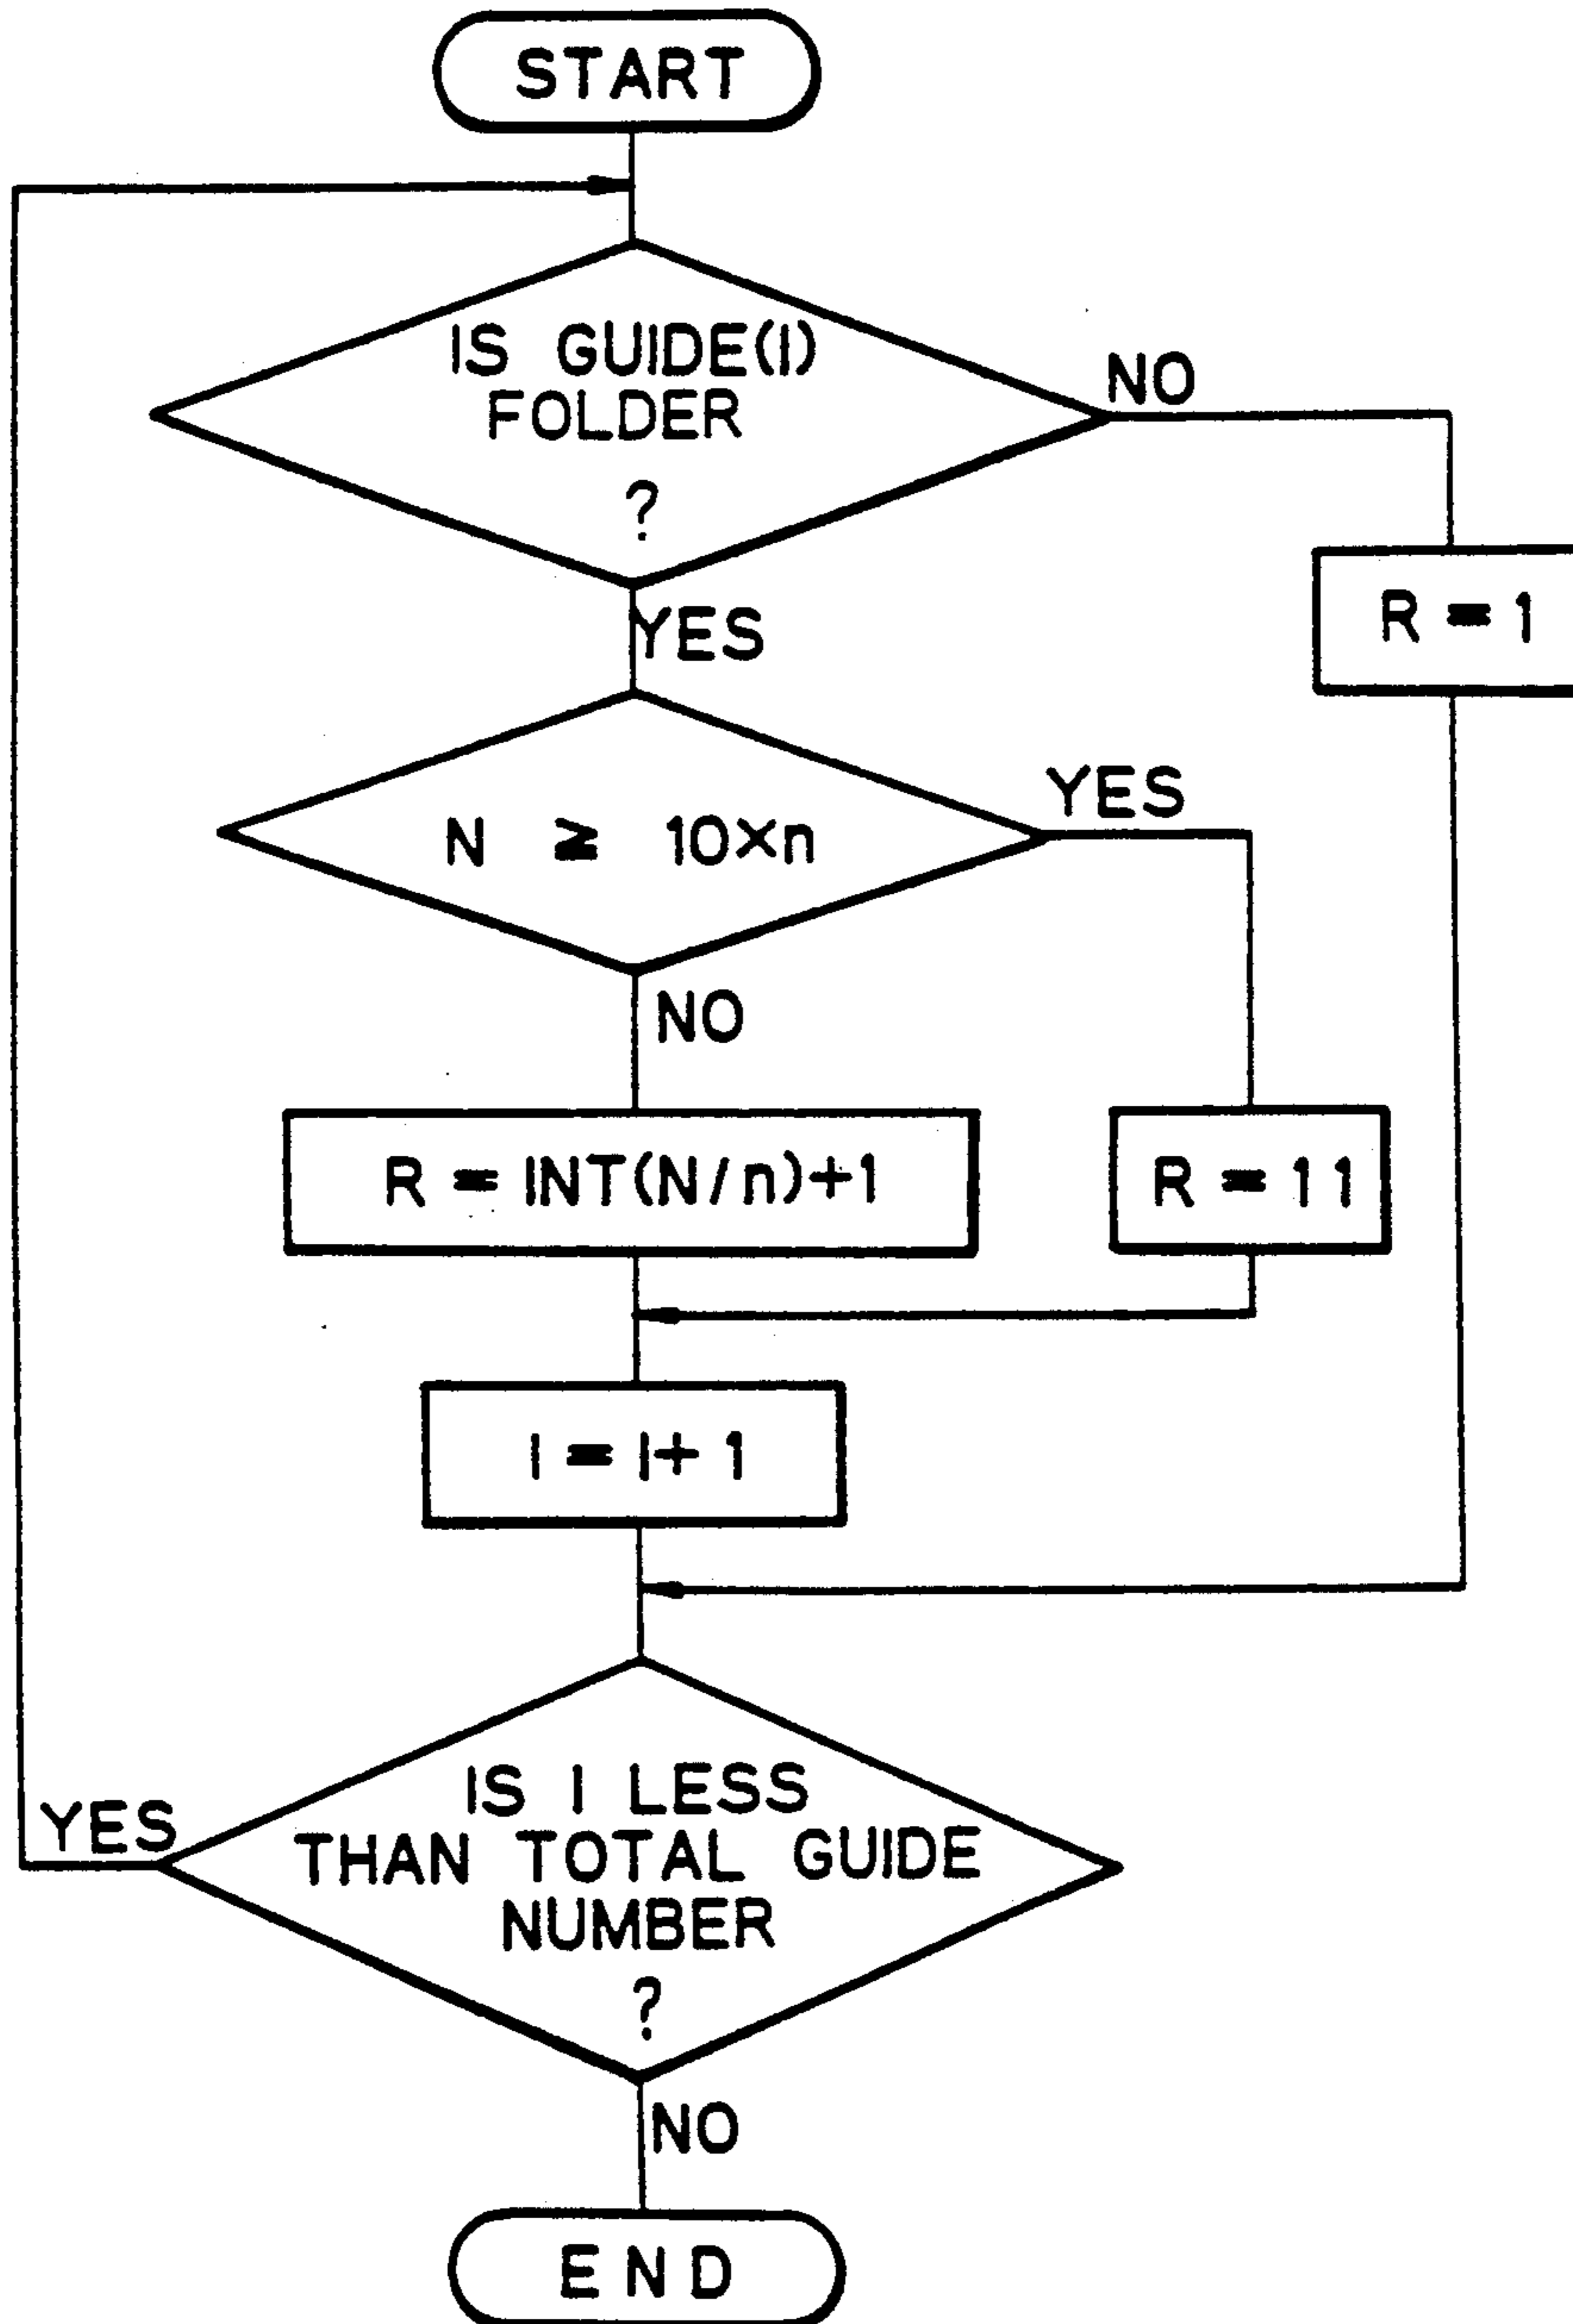 START
IS GUIDE(I)
FOLDER
?
NO
YES
R = 1
N ≥ 10×n
YES
NO
R = INT(N/n)+1
R = 11
I = I+ 1
IS I LESS
THAN TOTAL GUIDE
NUMBER
?
YES
NO
END